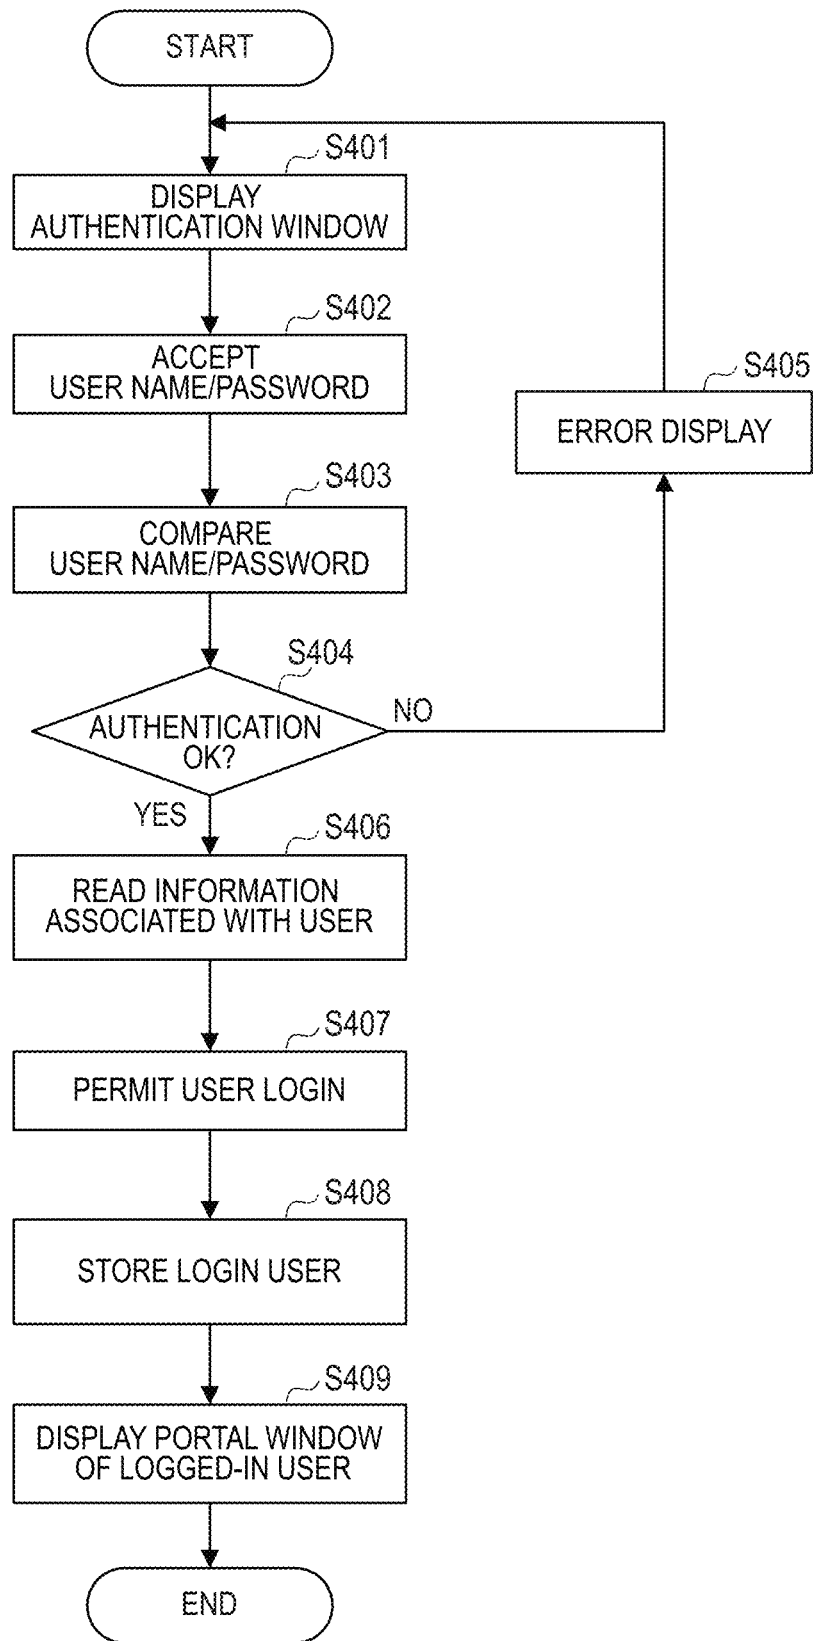 START
S401
DISPLAY
AUTHENTICATION WINDOW
S402
ACCEPT
USER NAME/PASSWORD
S405
ERROR DISPLAY
S403
COMPARE
USER NAME/PASSWORD
S404
AUTHENTICATION
OK?
NO
YES
S406
READ INFORMATION
ASSOCIATED WITH USER
S407
PERMIT USER LOGIN
S408
STORE LOGIN USER
S409
DISPLAY PORTAL WINDOW
OF LOGGED-IN USER
END